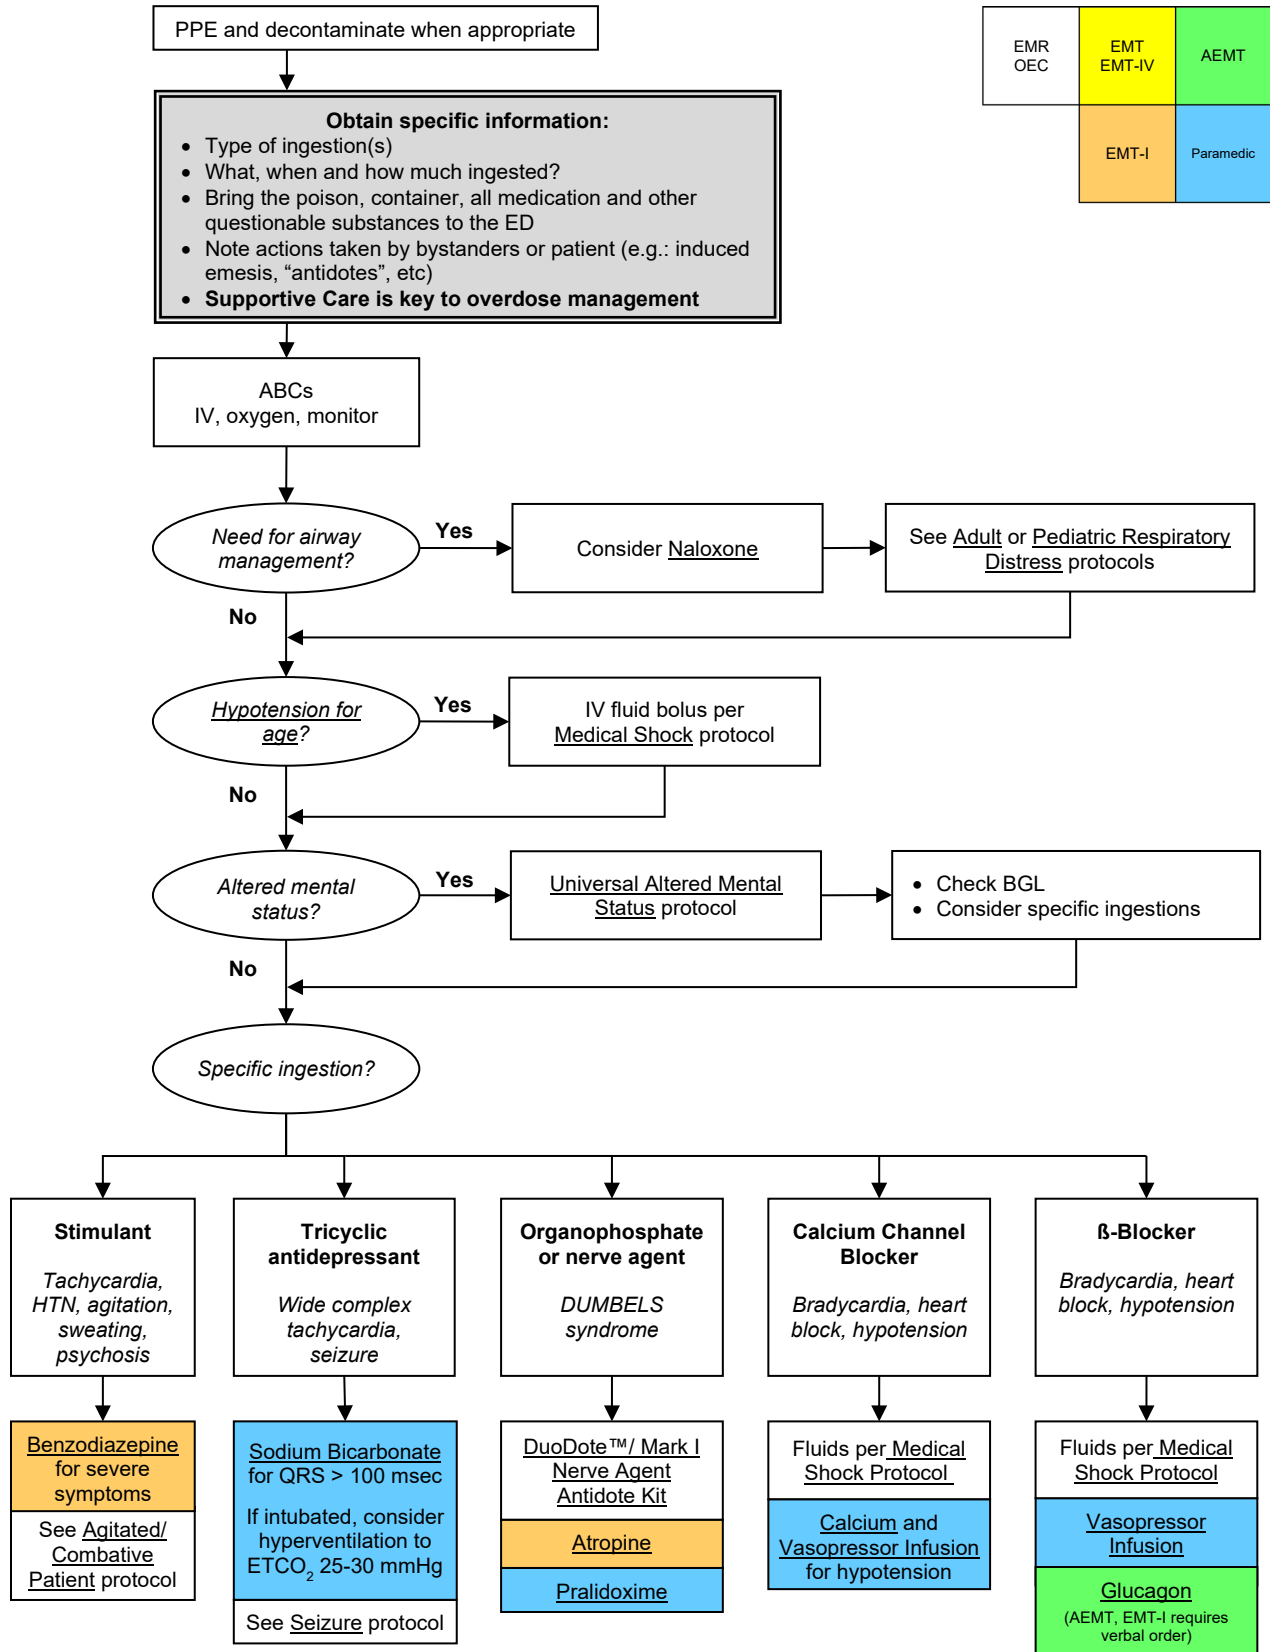 PPE and decontaminate when appropriate
EMR
OEC
EMT
EMT-IV
AEMT
EMT-I
Paramedic
Obtain specific information:
• Type of ingestion(s)
• What, when and how much ingested?
• Bring the poison, container, all medication and other
questionable substances to the ED
• Note actions taken by bystanders or patient (e.g.: induced
emesis, “antidotes”, etc)
• Supportive Care is key to overdose management
ABCs
IV, oxygen, monitor
Need for airway
management?
Yes
Consider Naloxone
See Adult or Pediatric Respiratory
Distress protocols
No
Hypotension for
age?
Yes
IV fluid bolus per
Medical Shock protocol
No
Altered mental
status?
Yes
Universal Altered Mental
Status protocol
• Check BGL
• Consider specific ingestions
No
Specific ingestion?
Stimulant
Tachycardia,
HTN, agitation,
sweating,
psychosis
Benzodiazepine
for severe
symptoms
See Agitated/
Combative
Patient protocol
Tricyclic
antidepressant
Wide complex
tachycardia,
seizure
Sodium Bicarbonate
for QRS > 100 msec
If intubated, consider
hyperventilation to
ETCO2 25-30 mmHg
See Seizure protocol
Organophosphate
or nerve agent
DUMBELS
syndrome
DuoDote™/ Mark I
Nerve Agent
Antidote Kit
Atropine
Pralidoxime
Calcium Channel
Blocker
Bradycardia, heart
block, hypotension
Fluids per Medical
Shock Protocol
Calcium and
Vasopressor Infusion
for hypotension
ß-Blocker
Bradycardia, heart
block, hypotension
Fluids per Medical
Shock Protocol
Vasopressor
Infusion
Glucagon
(AEMT, EMT-I requires
verbal order)